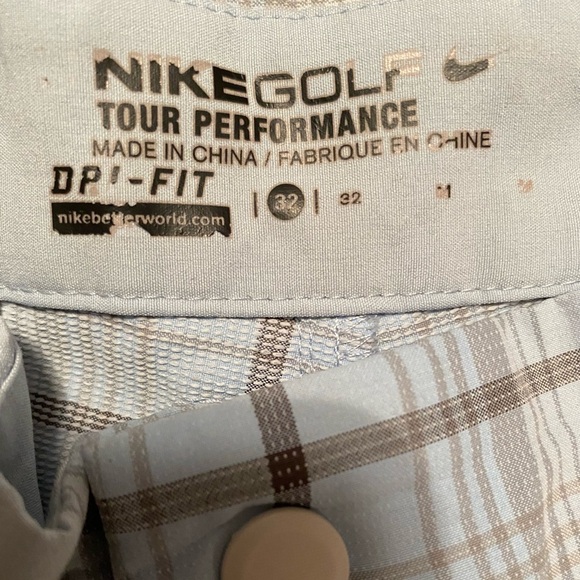 NIKEGOLF
TOUR PERFORMANCE
MADE IN CHINA / FABRIQUE EN CHINE
DRI-FIT
nikebetterworld.com | 32 | 32 M M